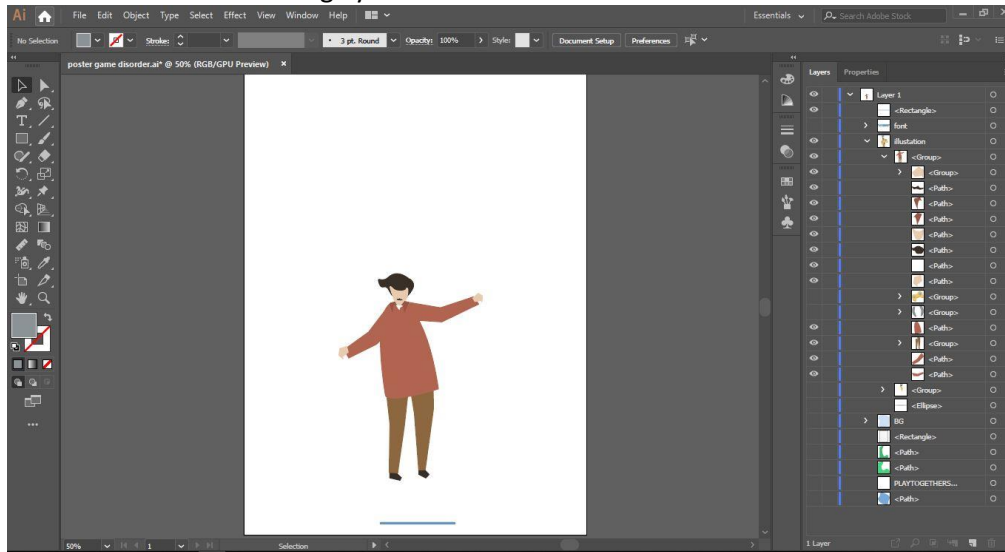 Ai File Edit Object Type Select Effect View Window Help Essentials Search Adobe Stock
No Selection Stroke: 3 pt. Round Opacity: 100% Style: Document Setup Preferences
poster game disorder.ai* @ 50% (RGB/GPU Preview) ×
Layers Properties
Layer 1
<Rectangle>
font
illustation
<Group>
<Group>
<Path>
<Path>
<Path>
<Path>
<Path>
<Path>
<Path>
<Group>
<Group>
<Path>
<Group>
<Path>
<Path>
<Group>
<Ellipse>
BG
<Rectangle>
<Path>
<Path>
PLAYTOGETHERS...
<Path>
50% 1 Selection 1 Layer